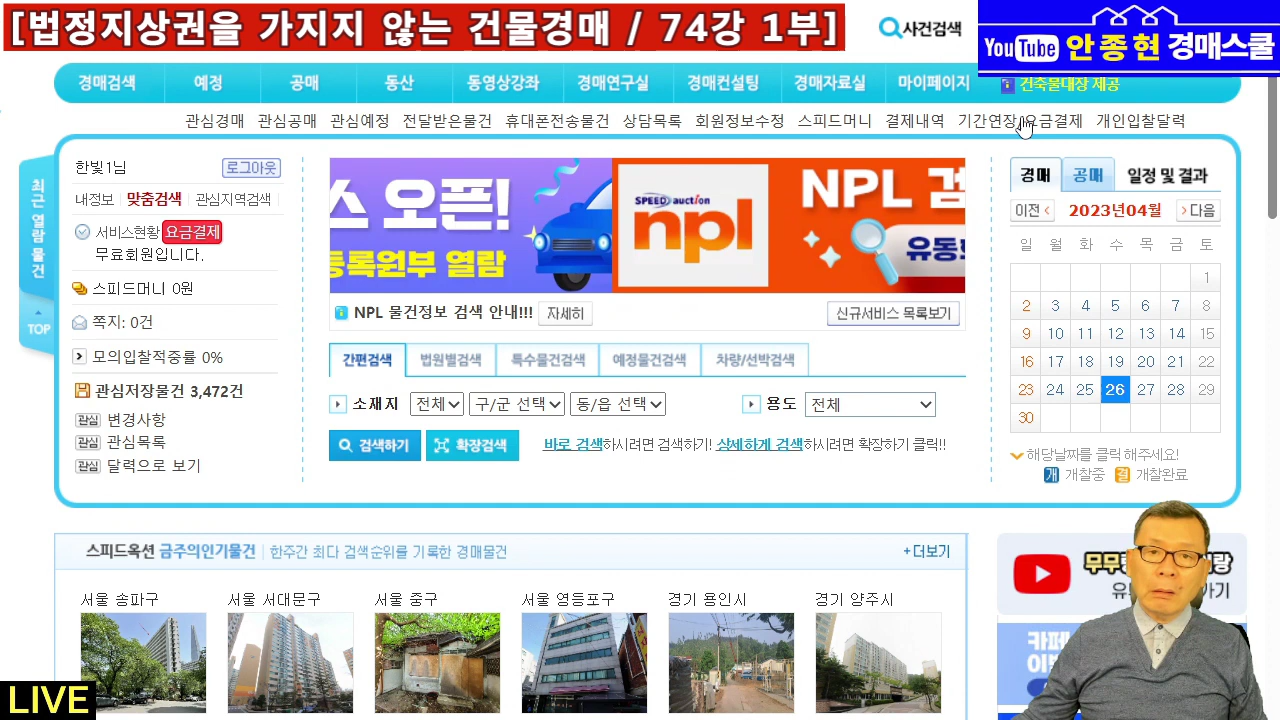 [법정지상권을 가지지 않는 건물경매 / 74강 1부]
사건검색
YouTube 안종현 경매스쿨
경매검색 예정 공매 동산 동영상강좌 경매연구실 경매컨설팅 경매자료실 마이페이지
건축물대장 제공
관심경매 관심공매 관심예정 전달받은물건 휴대폰전송물건 상담목록 회원정보수정 스피드머니 결제내역 기간연장 요금결제 개인입찰달력
최근 열람 물건
TOP
한빛1님 로그아웃
내정보 맞춤검색 관심지역검색
서비스현황 요금결제
무료회원입니다.
스피드머니 0원
쪽지: 0건
모의입찰적중률 0%
관심저장물건 3,472건
관심 변경사항
관심 관심목록
관심 달력으로 보기
스 오픈!
등록원부 열람
SPEED auction
npl
NPL
유동
NPL 물건정보 검색 안내!!! 자세히 신규서비스 목록보기
간편검색 법원별검색 특수물건검색 예정물건검색 차량/선박검색
소재지 전체 구/군 선택 동/읍 선택 용도 전체
검색하기 확장검색 바로 검색하시려면 검색하기! 상세하게 검색하시려면 확장하기 클릭!!
경매 공매 일정 및 결과
이전 < 2023년04월 > 다음
일 월 화 수 목 금 토
1
2 3 4 5 6 7 8
9 10 11 12 13 14 15
16 17 18 19 20 21 22
23 24 25 26 27 28 29
30
해당날짜를 클릭해주세요!
개 개찰중 결 개찰완료
스피드옥션 금주의인기물건 | 한주간 최다 검색순위를 기록한 경매물건 +더보기
서울 송파구 서울 서대문구 서울 중구 서울 영등포구 경기 용인시 경기 양주시
무무
랑
유
가기
카페
LIVE